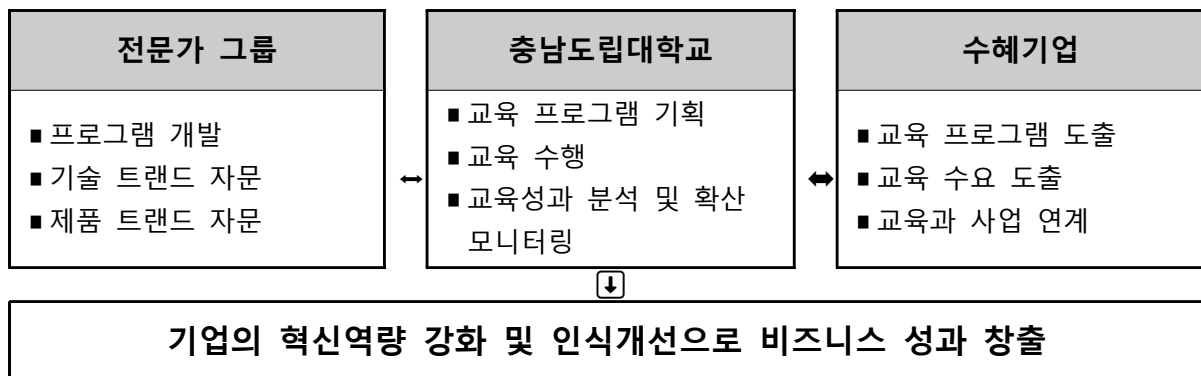 전문가 그룹
■ 프로그램 개발
■ 기술 트랜드 자문
■ 제품 트랜드 자문
↔
충남도립대학교
■ 교육 프로그램 기획
■ 교육 수행
■ 교육성과 분석 및 확산
모니터링
⬌
수혜기업
■ 교육 프로그램 도출
■ 교육 수요 도출
■ 교육과 사업 연계
기업의 혁신역량 강화 및 인식개선으로 비즈니스 성과 창출